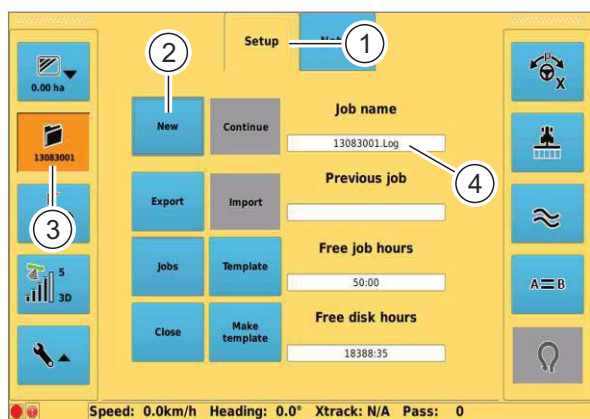 Setup
1
2
0.00 ha
New
Continue
Job name
13083001.Log
13083001
3
4
Previous job
Export
Import
5
3D
Jobs
Template
Free job hours
50:00
A=B
Close
Make
template
Free disk hours
18388:35
P
X
Speed: 0.0km/h Heading: 0.0° Xtrack: N/A Pass: 0